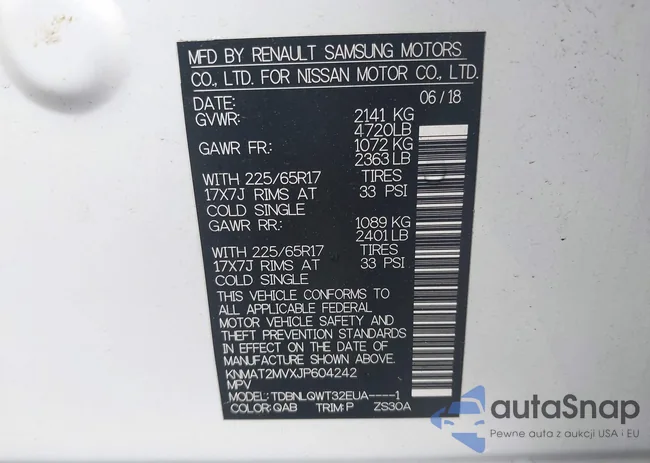 MFD BY RENAULT SAMSUNG MOTORS
CO., LTD. FOR NISSAN MOTOR CO., LTD.
DATE: 06 / 18
GVWR: 2141 KG
4720LB
GAWR FR: 1072 KG
2363 LB
WITH 225/65R17 TIRES
17X7J RIMS AT 33 PSI
COLD SINGLE
GAWR RR: 1089 KG
2401 LB
WITH 225/65R17 TIRES
17X7J RIMS AT 33 PSI
COLD SINGLE
THIS VEHICLE CONFORMS TO
ALL APPLICABLE FEDERAL
MOTOR VEHICLE SAFETY AND
THEFT PREVENTION STANDARDS
IN EFFECT ON THE DATE OF
MANUFACTURE SHOWN ABOVE.
KNMAT2MVXJP604242
MPV
MODEL: TDBNLQWT32EUA----1
COLOR: QAB TRIM: P ZS30A
autaSnap
Pewne auta z aukcji USA i EU